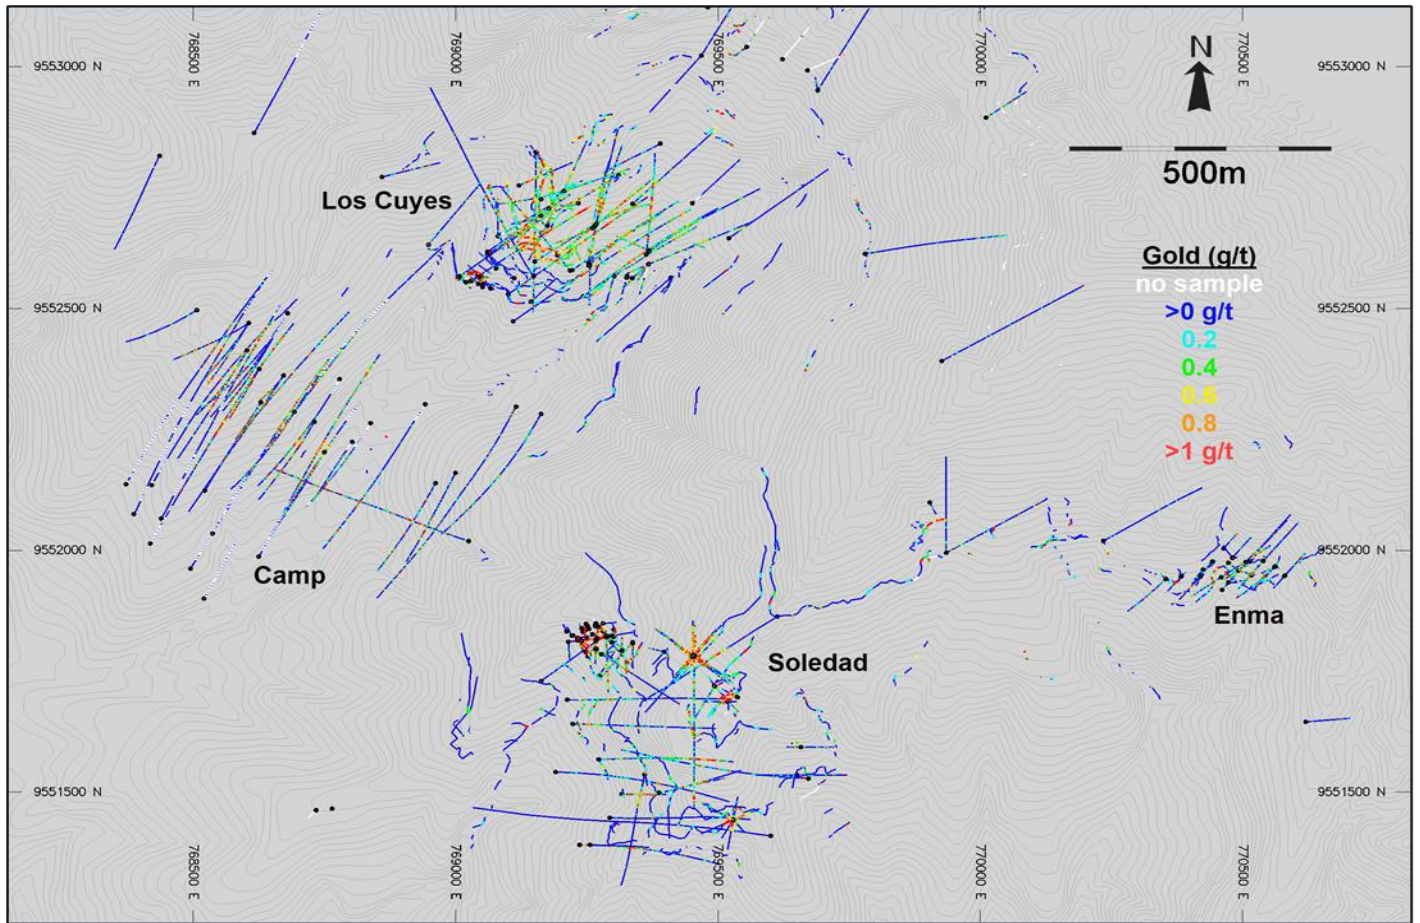 768500 E
769000 E
769500 E
770000 E
770500 E
9553000 N
9553000 N
N
500m
Los Cuyes
Gold (g/t)
no sample
>0 g/t
0.2
0.4
0.6
0.8
>1 g/t
9552500 N
9552500 N
9552000 N
9552000 N
Camp
Enma
Soledad
9551500 N
9551500 N
768500 E
769000 E
769500 E
770000 E
770500 E